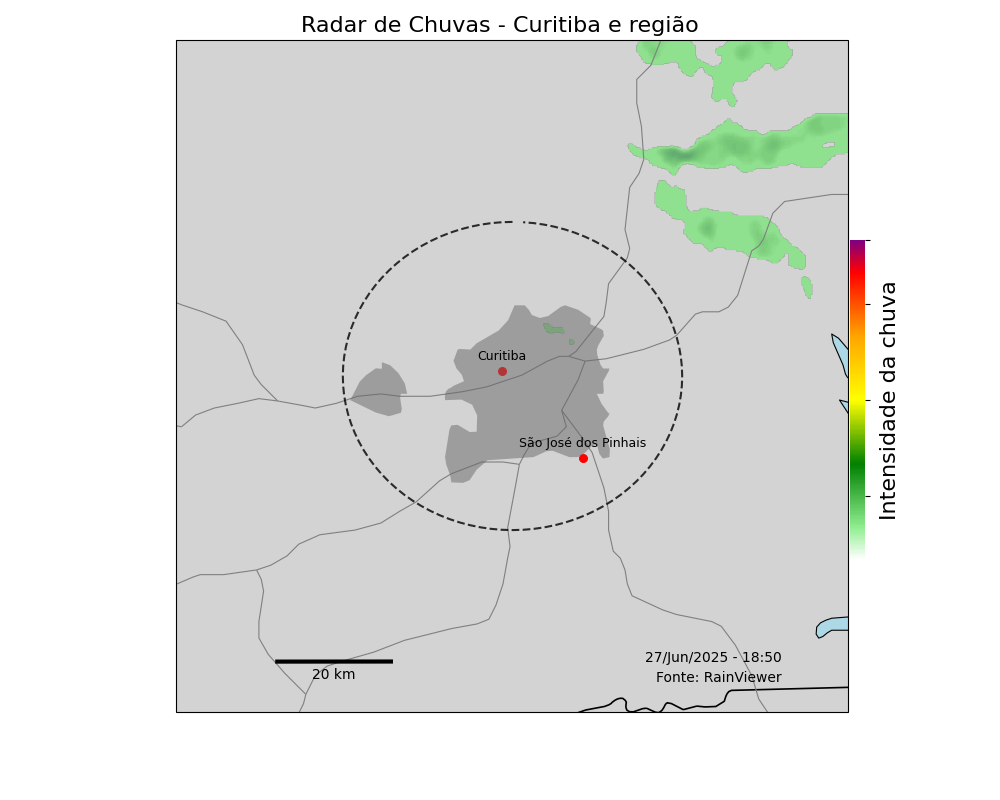 Radar de Chuvas - Curitiba e região
Curitiba
São José dos Pinhais
Intensidade da chuva
20 km
27/Jun/2025 - 18:50
Fonte: RainViewer